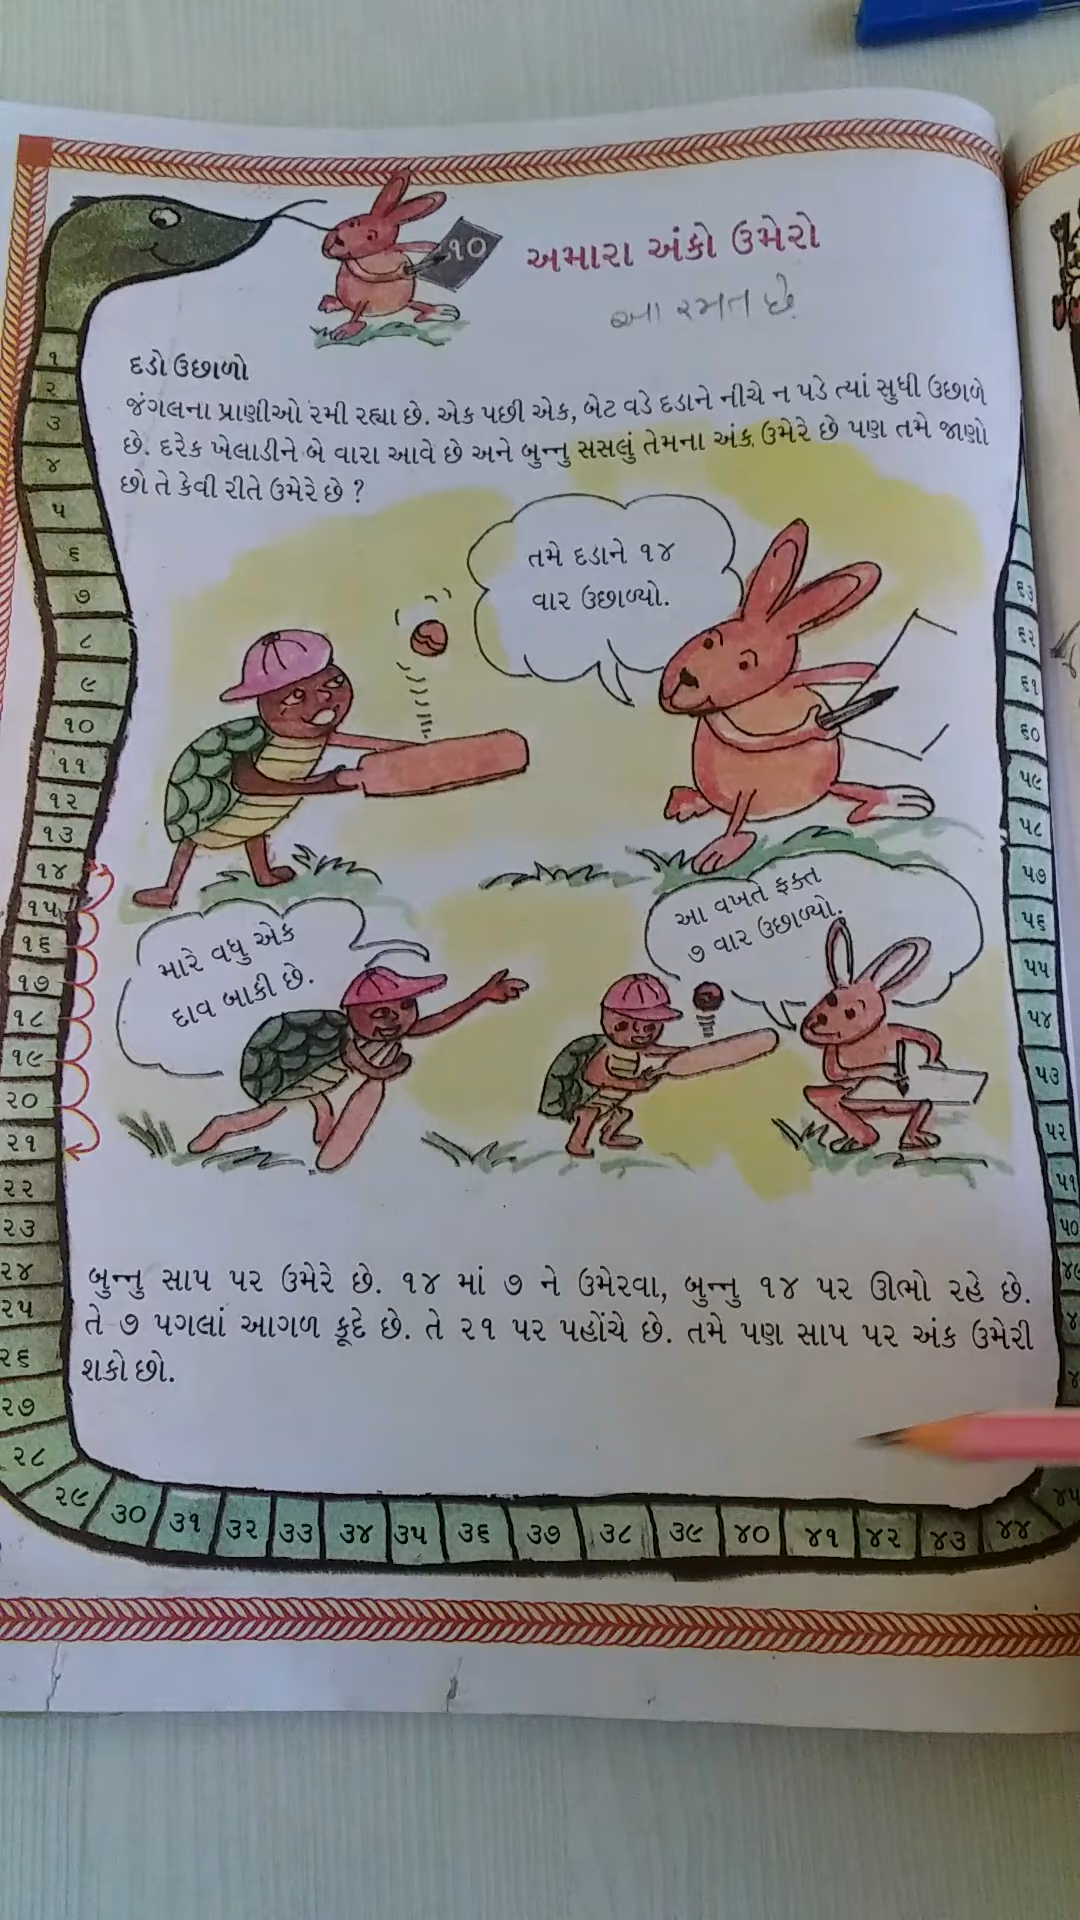 ૧૦
અમારા અંકો ઉમેરો
આ રમત છે
દડો ઉછાળો
જંગલના પ્રાણીઓ રમી રહ્યા છે. એક પછી એક, બેટ વડે દડાને નીચે ન પડે ત્યાં સુધી ઉછાળે
છે. દરેક ખેલાડીને બે વારા આવે છે અને બુન્નુ સસલું તેમના અંક ઉમેરે છે પણ તમે જાણો
છો તે કેવી રીતે ઉમેરે છે ?
તમે દડાને ૧૪
વાર ઉછાળ્યો.
મારે વધુ એક
દાવ બાકી છે.
આ વખતે ફક્ત
૭ વાર ઉછાળ્યો.
બુન્નુ સાપ પર ઉમેરે છે. ૧૪ માં ૭ ને ઉમેરવા, બુન્નુ ૧૪ પર ઊભો રહે છે.
તે ૭ પગલાં આગળ કૂદે છે. તે ૨૧ પર પહોંચે છે. તમે પણ સાપ પર અંક ઉમેરી
શકો છો.
૧
૨
૩
૪
૫
૬
૭
૮
૯
૧૦
૧૧
૧૨
૧૩
૧૪
૧૫
૧૬
૧૭
૧૮
૧૯
૨૦
૨૧
૨૨
૨૩
૨૪
૨૫
૨૬
૨૭
૨૮
૨૯
૩૦ ૩૧ ૩૨ ૩૩ ૩૪ ૩૫ ૩૬ ૩૭ ૩૮ ૩૯ ૪૦ ૪૧ ૪૨ ૪૩ ૪૪
૪૫
૫૦
૫૧
૫૨
૫૩
૫૪
૫૫
૫૬
૫૭
૫૮
૫૯
૬૦
૬૧
૬૨
૬૩